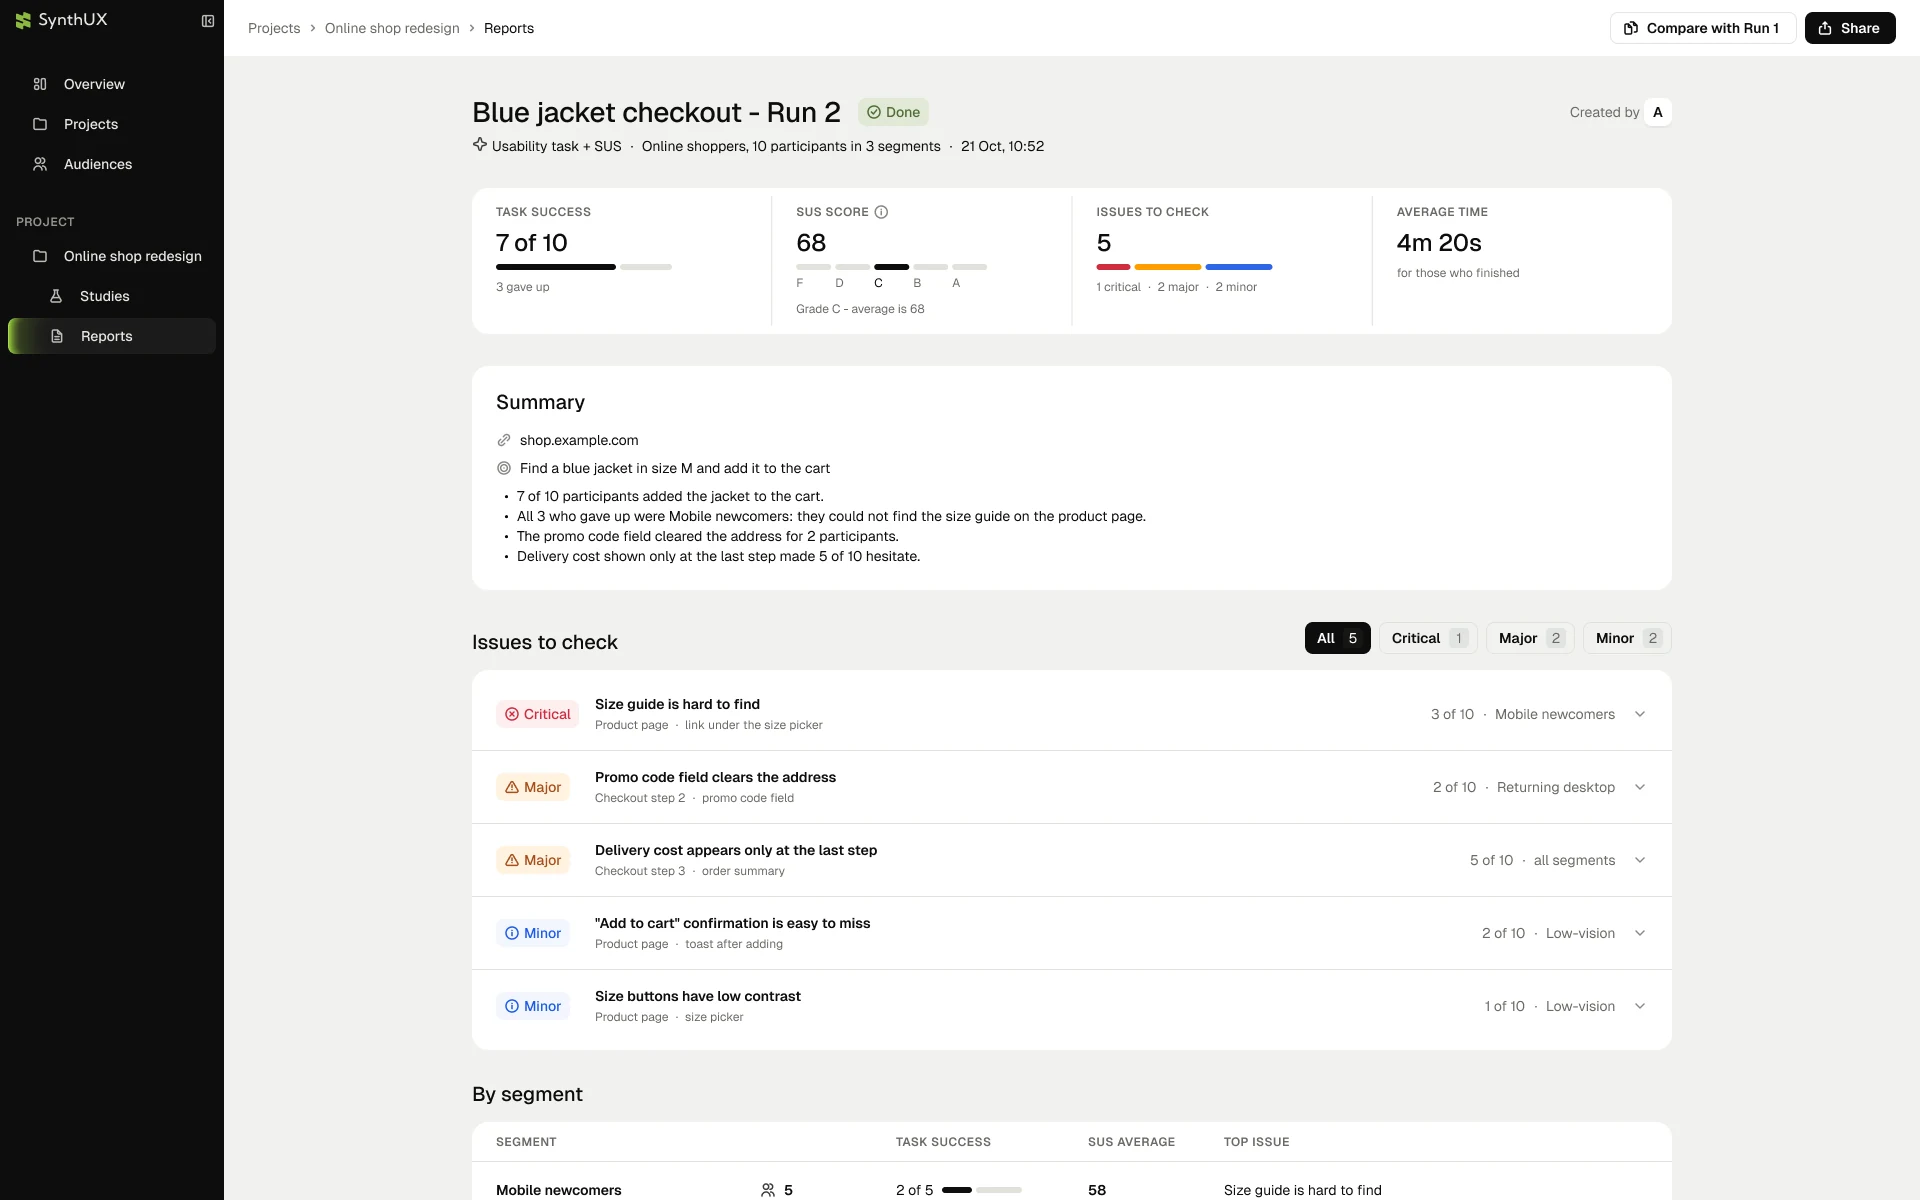 SynthUX
Projects > Online shop redesign > Reports
Compare with Run 1
Share
Overview
Projects
Audiences
PROJECT
Online shop redesign
Studies
Reports
Blue jacket checkout - Run 2
Done
Created by A
Usability task + SUS · Online shoppers, 10 participants in 3 segments · 21 Oct, 10:52
TASK SUCCESS
7 of 10
3 gave up
SUS SCORE
68
F D C B A
Grade C - average is 68
ISSUES TO CHECK
5
1 critical · 2 major · 2 minor
AVERAGE TIME
4m 20s
for those who finished
Summary
shop.example.com
Find a blue jacket in size M and add it to the cart
• 7 of 10 participants added the jacket to the cart.
• All 3 who gave up were Mobile newcomers: they could not find the size guide on the product page.
• The promo code field cleared the address for 2 participants.
• Delivery cost shown only at the last step made 5 of 10 hesitate.
Issues to check
All 5
Critical 1
Major 2
Minor 2
Critical
Size guide is hard to find
Product page · link under the size picker
3 of 10 · Mobile newcomers
Major
Promo code field clears the address
Checkout step 2 · promo code field
2 of 10 · Returning desktop
Major
Delivery cost appears only at the last step
Checkout step 3 · order summary
5 of 10 · all segments
Minor
"Add to cart" confirmation is easy to miss
Product page · toast after adding
2 of 10 · Low-vision
Minor
Size buttons have low contrast
Product page · size picker
1 of 10 · Low-vision
By segment
SEGMENT TASK SUCCESS SUS AVERAGE TOP ISSUE
Mobile newcomers 5 2 of 5 58 Size guide is hard to find